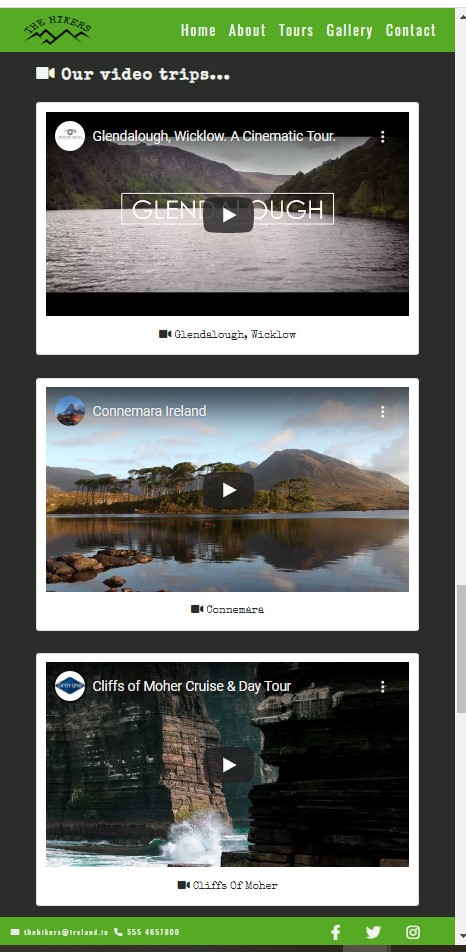 THE HIKERS
Home About Tours Gallery Contact
Our video trips...
Glendalough, Wicklow. A Cinematic Tour.
GLENDALOUGH
Glendalough, Wicklow
Connemara Ireland
Connemara
Cliffs of Moher Cruise & Day Tour
Cliffs Of Moher
thehikers@ireland.ie 555 4657800